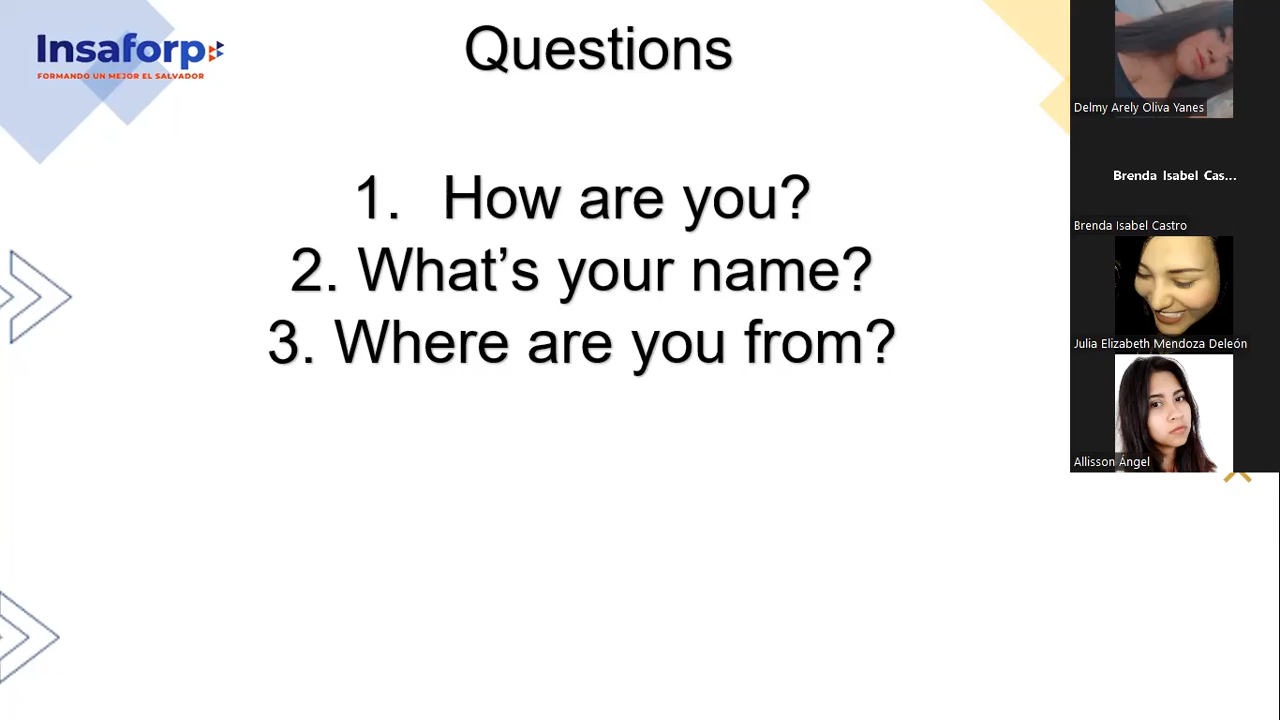 Insaforp
FORMANDO UN MEJOR EL SALVADOR
Questions
1. How are you?
2. What’s your name?
3. Where are you from?
Delmy Arely Oliva Yanes
Brenda Isabel Cas...
Brenda Isabel Castro
Julia Elizabeth Mendoza Deleón
Allisson Ángel